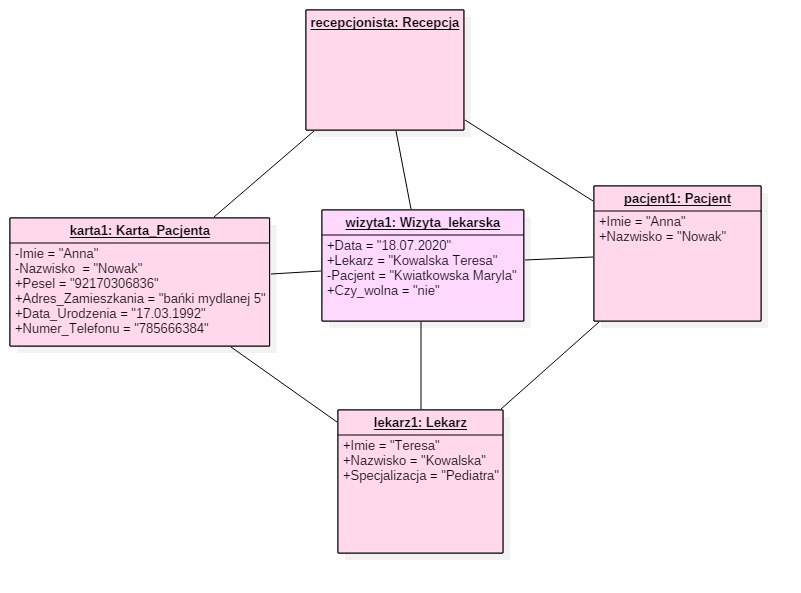 recepcjonista: Recepcja
karta1: Karta_Pacjenta
-Imie = "Anna"
-Nazwisko  = "Nowak"
+Pesel = "92170306836"
+Adres_Zamieszkania = "bańki mydlanej 5"
+Data_Urodzenia = "17.03.1992"
+Numer_Telefonu = "785666384"
wizyta1: Wizyta_lekarska
+Data = "18.07.2020"
+Lekarz = "Kowalska Teresa"
-Pacjent = "Kwiatkowska Maryla"
+Czy_wolna = "nie"
pacjent1: Pacjent
+Imie = "Anna"
+Nazwisko = "Nowak"
lekarz1: Lekarz
+Imie = "Teresa"
+Nazwisko = "Kowalska"
+Specjalizacja = "Pediatra"